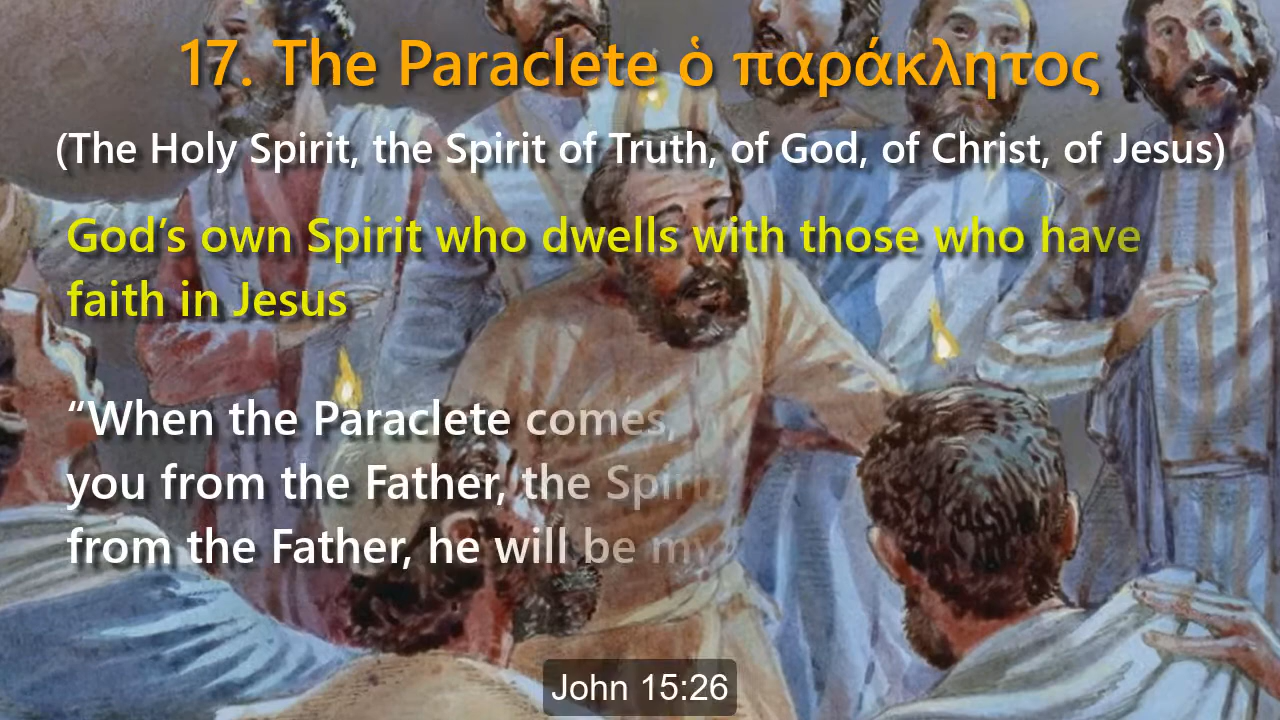 17. The Paraclete ὁ παράκλητος
(The Holy Spirit, the Spirit of Truth, of God, of Christ, of Jesus)
God’s own Spirit who dwells with those who have
faith in Jesus
“When the Paraclete comes,
you from the Father, the Spirit
from the Father, he will be my
John 15:26